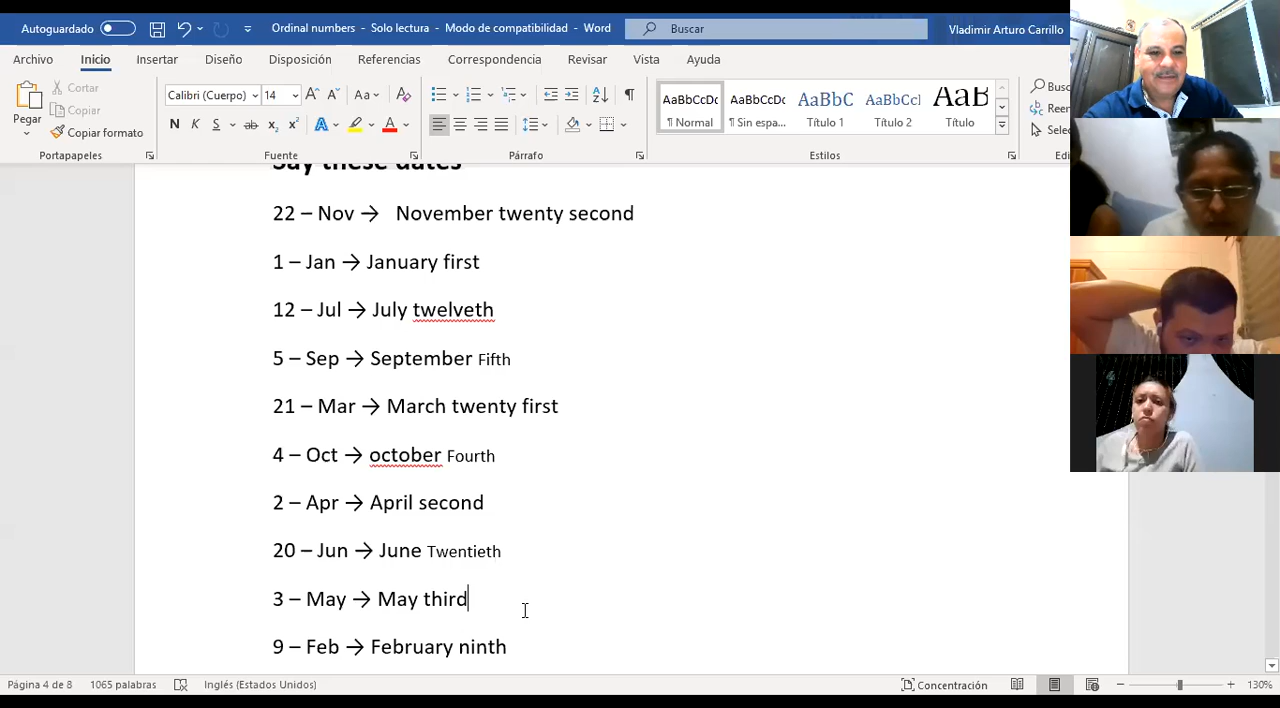 Autoguardado
Ordinal numbers - Solo lectura - Modo de compatibilidad - Word
Buscar
Vladimir Arturo Carrillo
Archivo Inicio Insertar Diseño Disposición Referencias Correspondencia Revisar Vista Ayuda
Pegar
Cortar
Copiar
Copiar formato
Portapapeles
Calibri (Cuerpo) 14
Fuente
Párrafo
AaBbCcDc AaBbCcDc AaBbC AaBbCcI AaB
¶ Normal ¶ Sin espa... Título 1 Título 2 Título
Estilos
Say these dates
22 – Nov → November twenty second
1 – Jan → January first
12 – Jul → July twelveth
5 – Sep → September Fifth
21 – Mar → March twenty first
4 – Oct → october Fourth
2 – Apr → April second
20 – Jun → June Twentieth
3 – May → May third
9 – Feb → February ninth
Página 4 de 8 1065 palabras Inglés (Estados Unidos) Concentración 130%